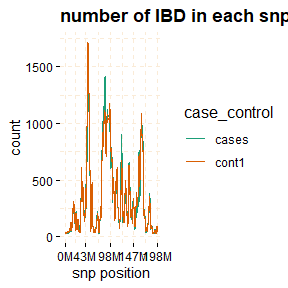 number of IBD in each snp
1500
1000
500
0
count
0M43M 98M147M198M
snp position
case_control
cases
cont1